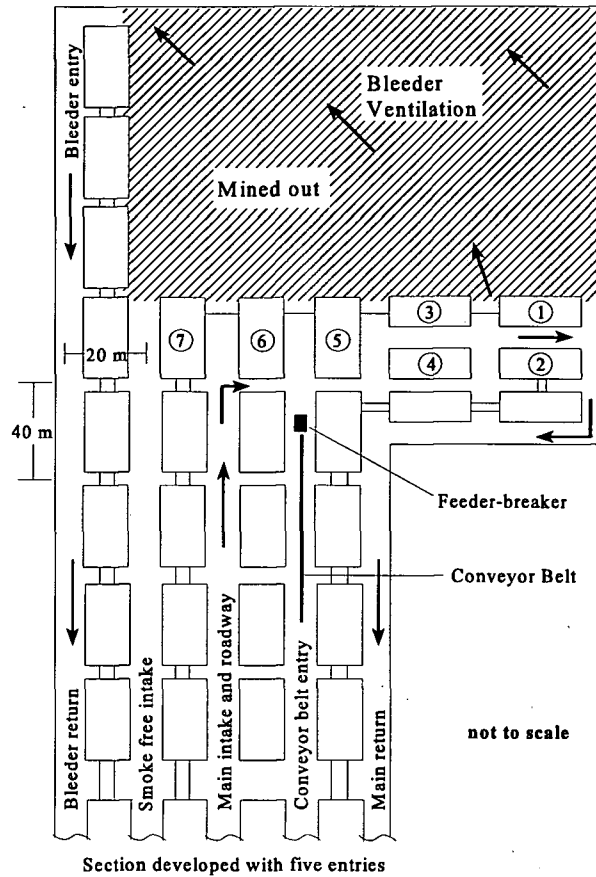 Bleeder entry
Bleeder
Ventilation
Mined out
3
1
7
6
5
4
2
20 m
40 m
Feeder-breaker
Conveyor Belt
Bleeder return
Smoke free intake
Main intake and roadway
Conveyor belt entry
Main return
not to scale
Section developed with five entries